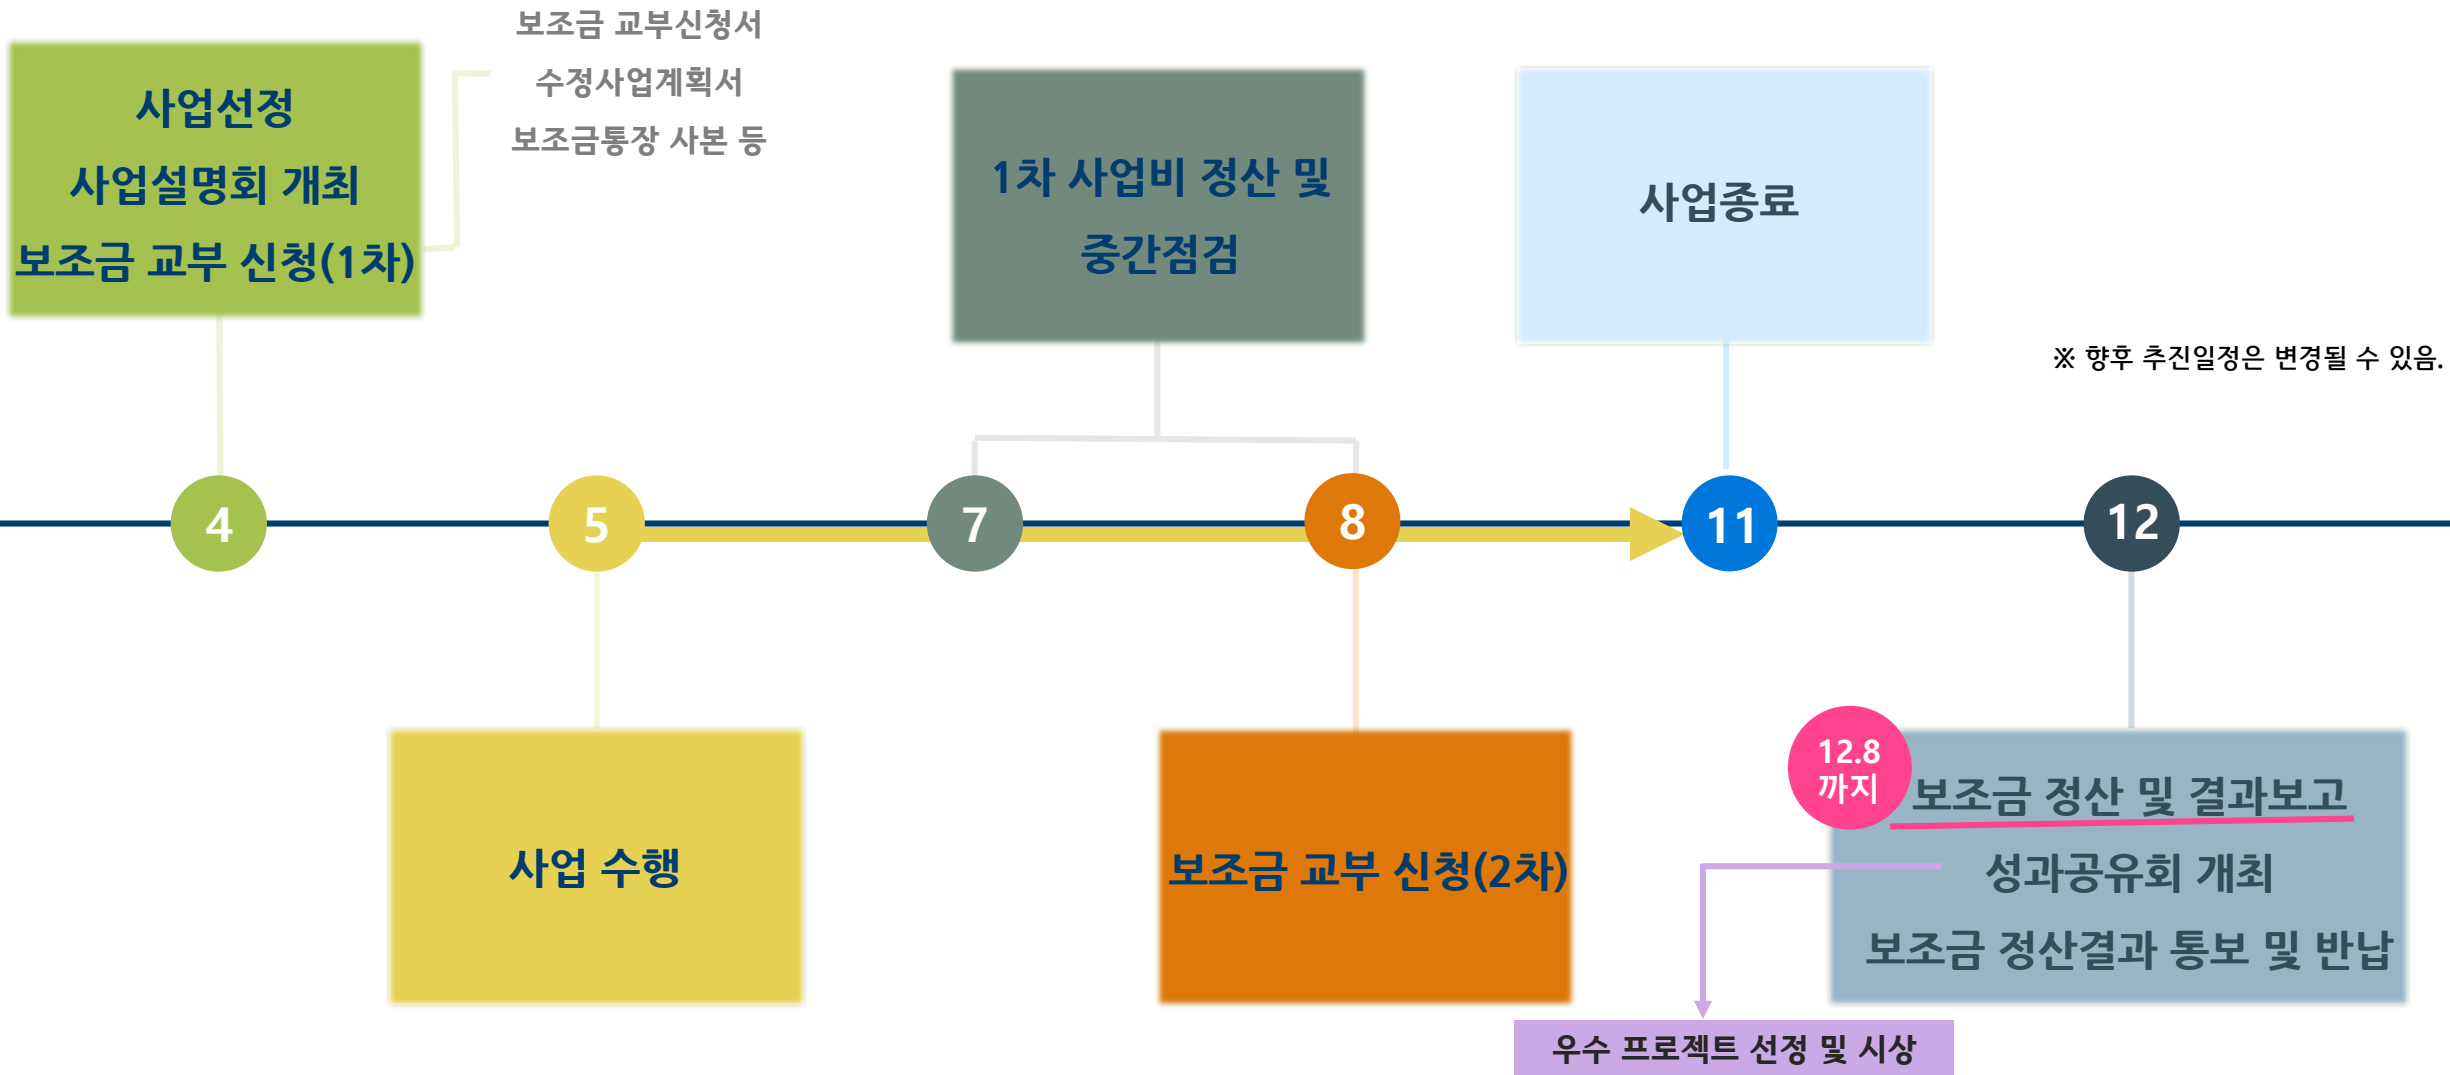 사업선정
사업설명회 개최
보조금 교부 신청(1차)
보조금 교부신청서
수정사업계획서
보조금통장 사본 등
1차 사업비 정산 및
중간점검
사업종료
※ 향후 추진일정은 변경될 수 있음.
4
5
7
8
11
12
사업 수행
보조금 교부 신청(2차)
12.8
까지
보조금 정산 및 결과보고
성과공유회 개최
보조금 정산결과 통보 및 반납
우수 프로젝트 선정 및 시상